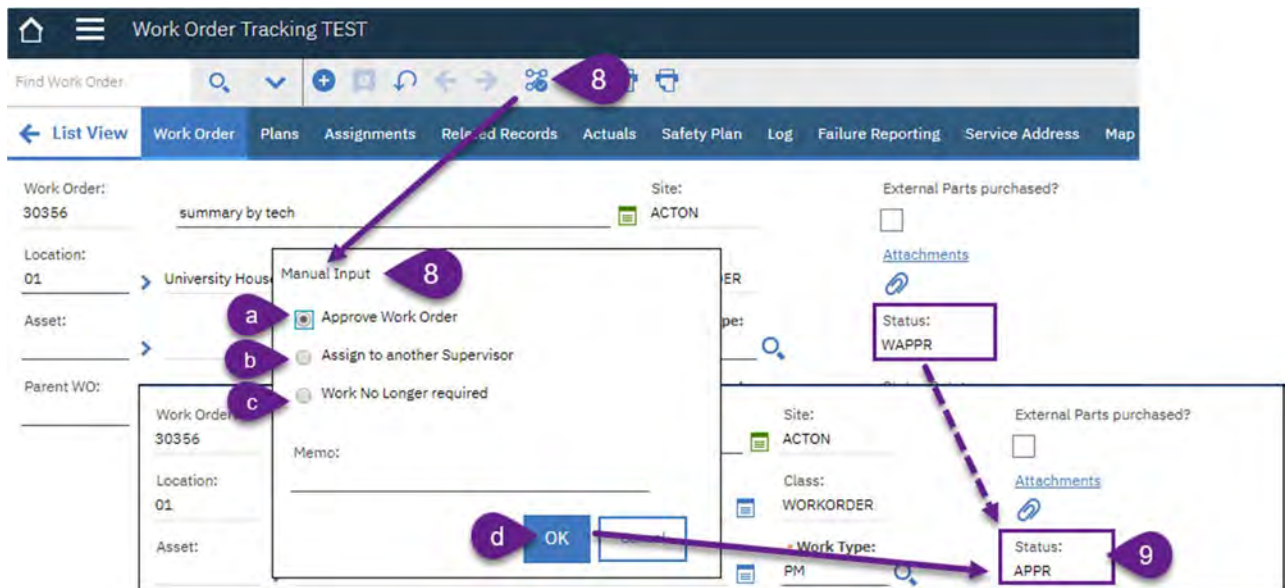 Work Order Tracking TEST
Find Work Order
8
List View Work Order Plans Assignments Related Records Actuals Safety Plan Log Failure Reporting Service Address Map
Work Order: Site: External Parts purchased?
30356 summary by tech ACTON
Location: Attachments
01 University House
Manual Input 8
a Approve Work Order
Asset: Status:
WAPPR
b Assign to another Supervisor
Parent WO: c Work No Longer required
Work Order Site: External Parts purchased?
30356 ACTON
Memo:
Location: Class: Attachments
01 WORKORDER
d OK
Asset: Work Type: Status: 9
PM APPR